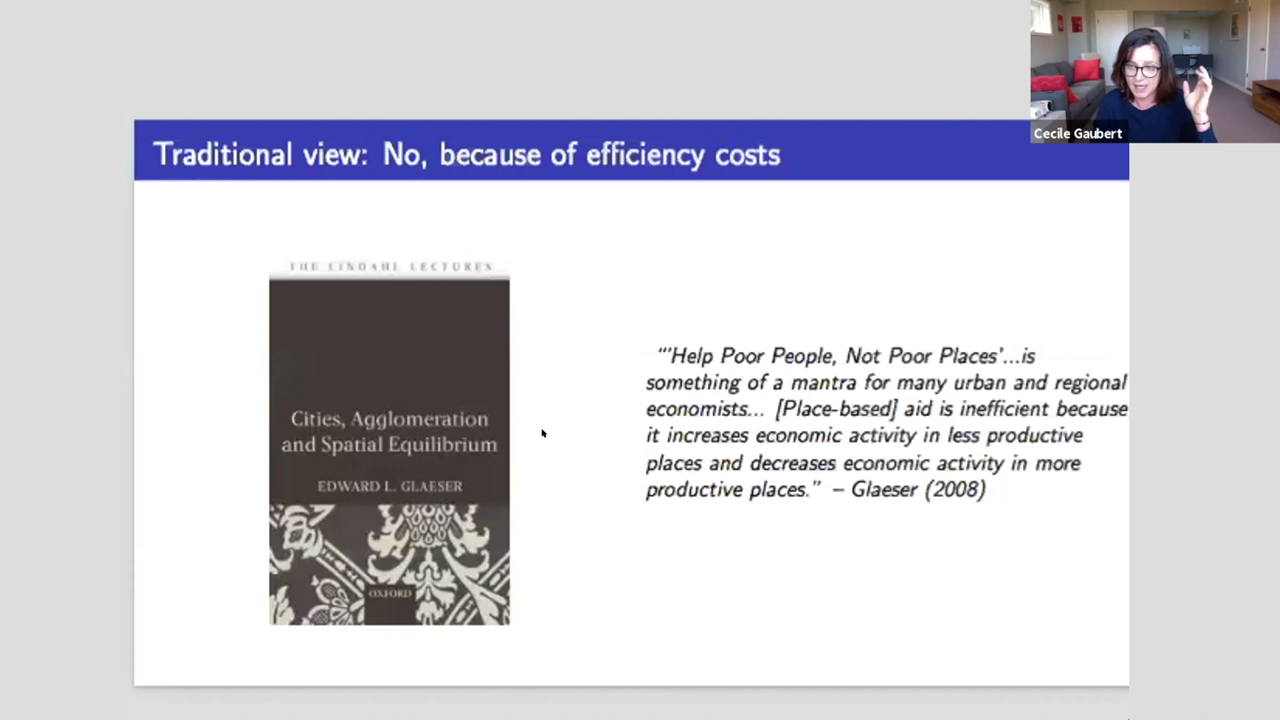 Cecile Gaubert
Traditional view: No, because of efficiency costs
THE LINDAHL LECTURES
Cities, Agglomeration
and Spatial Equilibrium
EDWARD L. GLAESER
OXFORD
“‘Help Poor People, Not Poor Places’...is
something of a mantra for many urban and regional
economists... [Place-based] aid is inefficient because
it increases economic activity in less productive
places and decreases economic activity in more
productive places.” – Glaeser (2008)